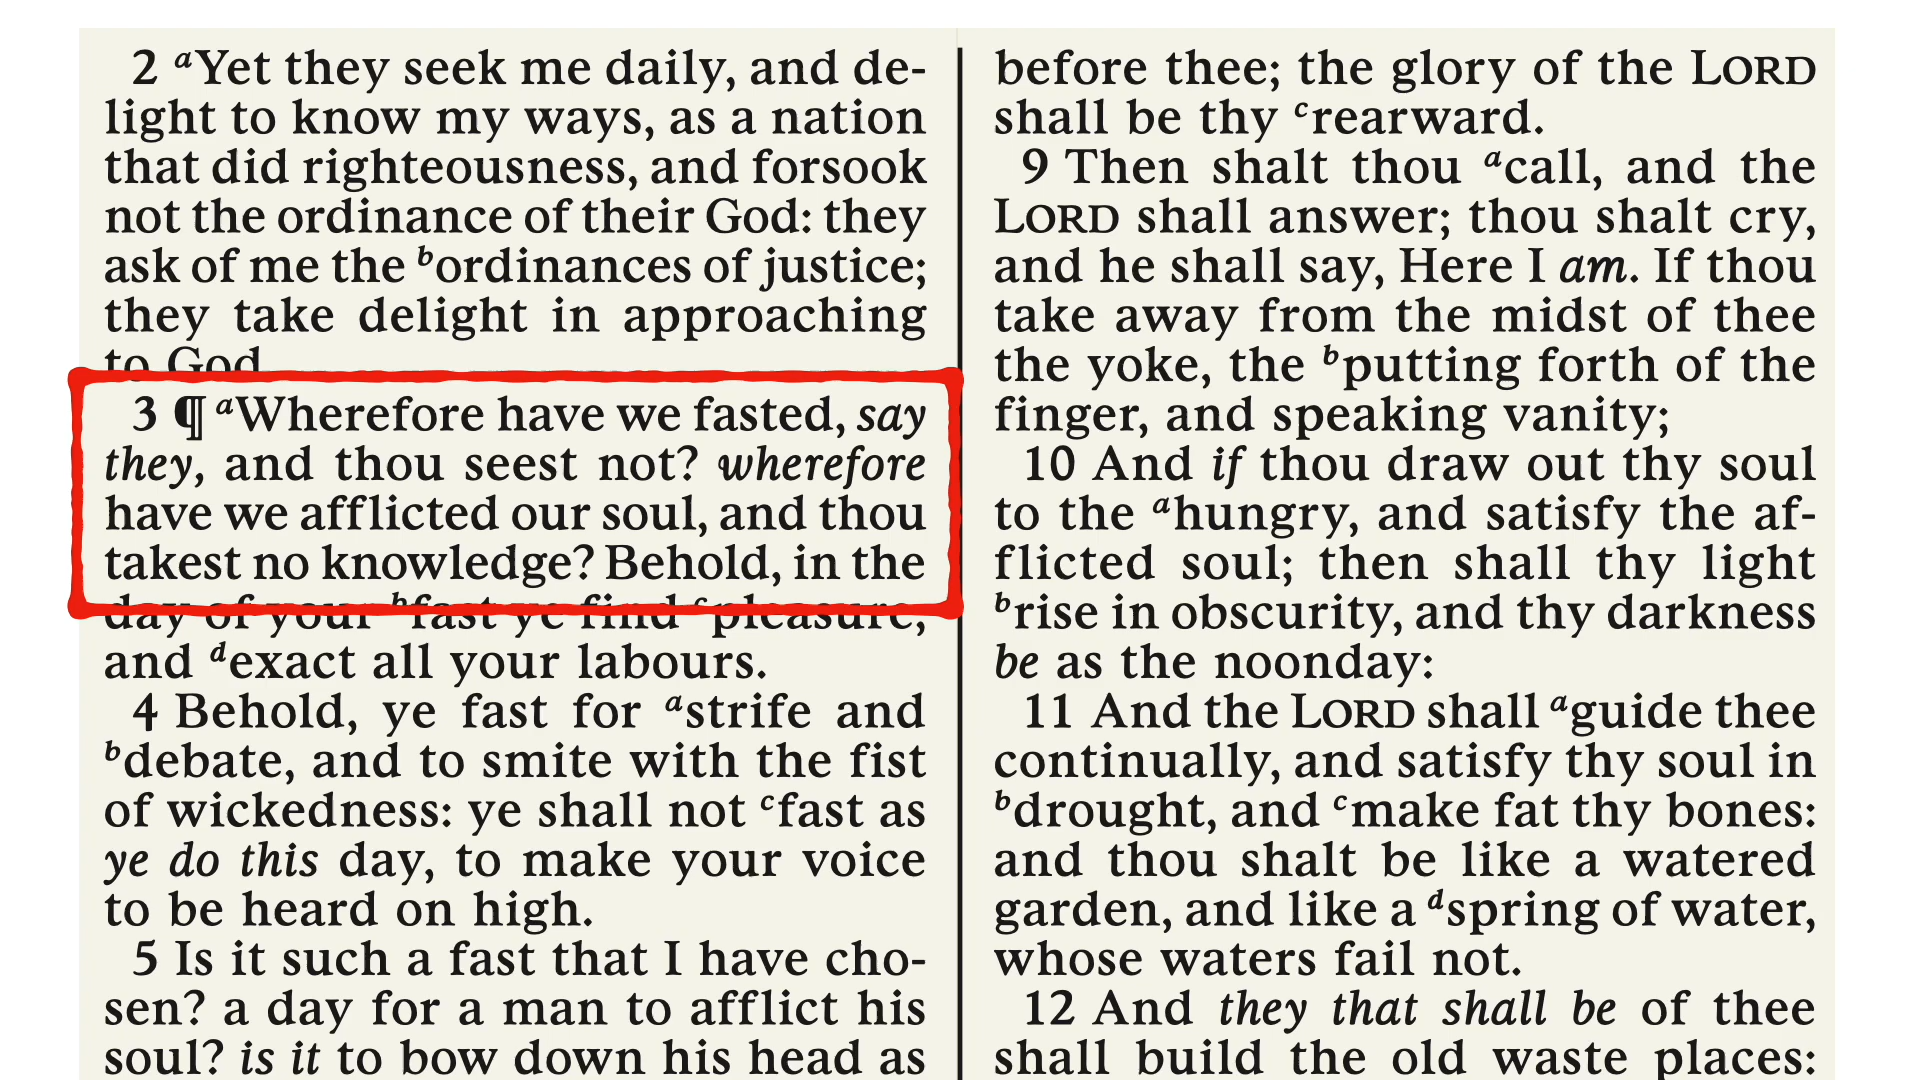 2 aYet they seek me daily, and de-
light to know my ways, as a nation
that did righteousness, and forsook
not the ordinance of their God: they
ask of me the bordinances of justice;
they take delight in approaching
to God
3 ¶ aWherefore have we fasted, say
they, and thou seest not? wherefore
have we afflicted our soul, and thou
takest no knowledge? Behold, in the
day of your bfast ye find cpleasure,
and dexact all your labours.
4 Behold, ye fast for astrife and
bdebate, and to smite with the fist
of wickedness: ye shall not cfast as
ye do this day, to make your voice
to be heard on high.
5 Is it such a fast that I have cho-
sen? a day for a man to afflict his
soul? is it to bow down his head as
before thee; the glory of the LORD
shall be thy crearward.
9 Then shalt thou acall, and the
LORD shall answer; thou shalt cry,
and he shall say, Here I am. If thou
take away from the midst of thee
the yoke, the bputting forth of the
finger, and speaking vanity;
10 And if thou draw out thy soul
to the ahungry, and satisfy the af-
flicted soul; then shall thy light
brise in obscurity, and thy darkness
be as the noonday:
11 And the LORD shall aguide thee
continually, and satisfy thy soul in
bdrought, and cmake fat thy bones:
and thou shalt be like a watered
garden, and like a dspring of water,
whose waters fail not.
12 And they that shall be of thee
shall build the old waste places: